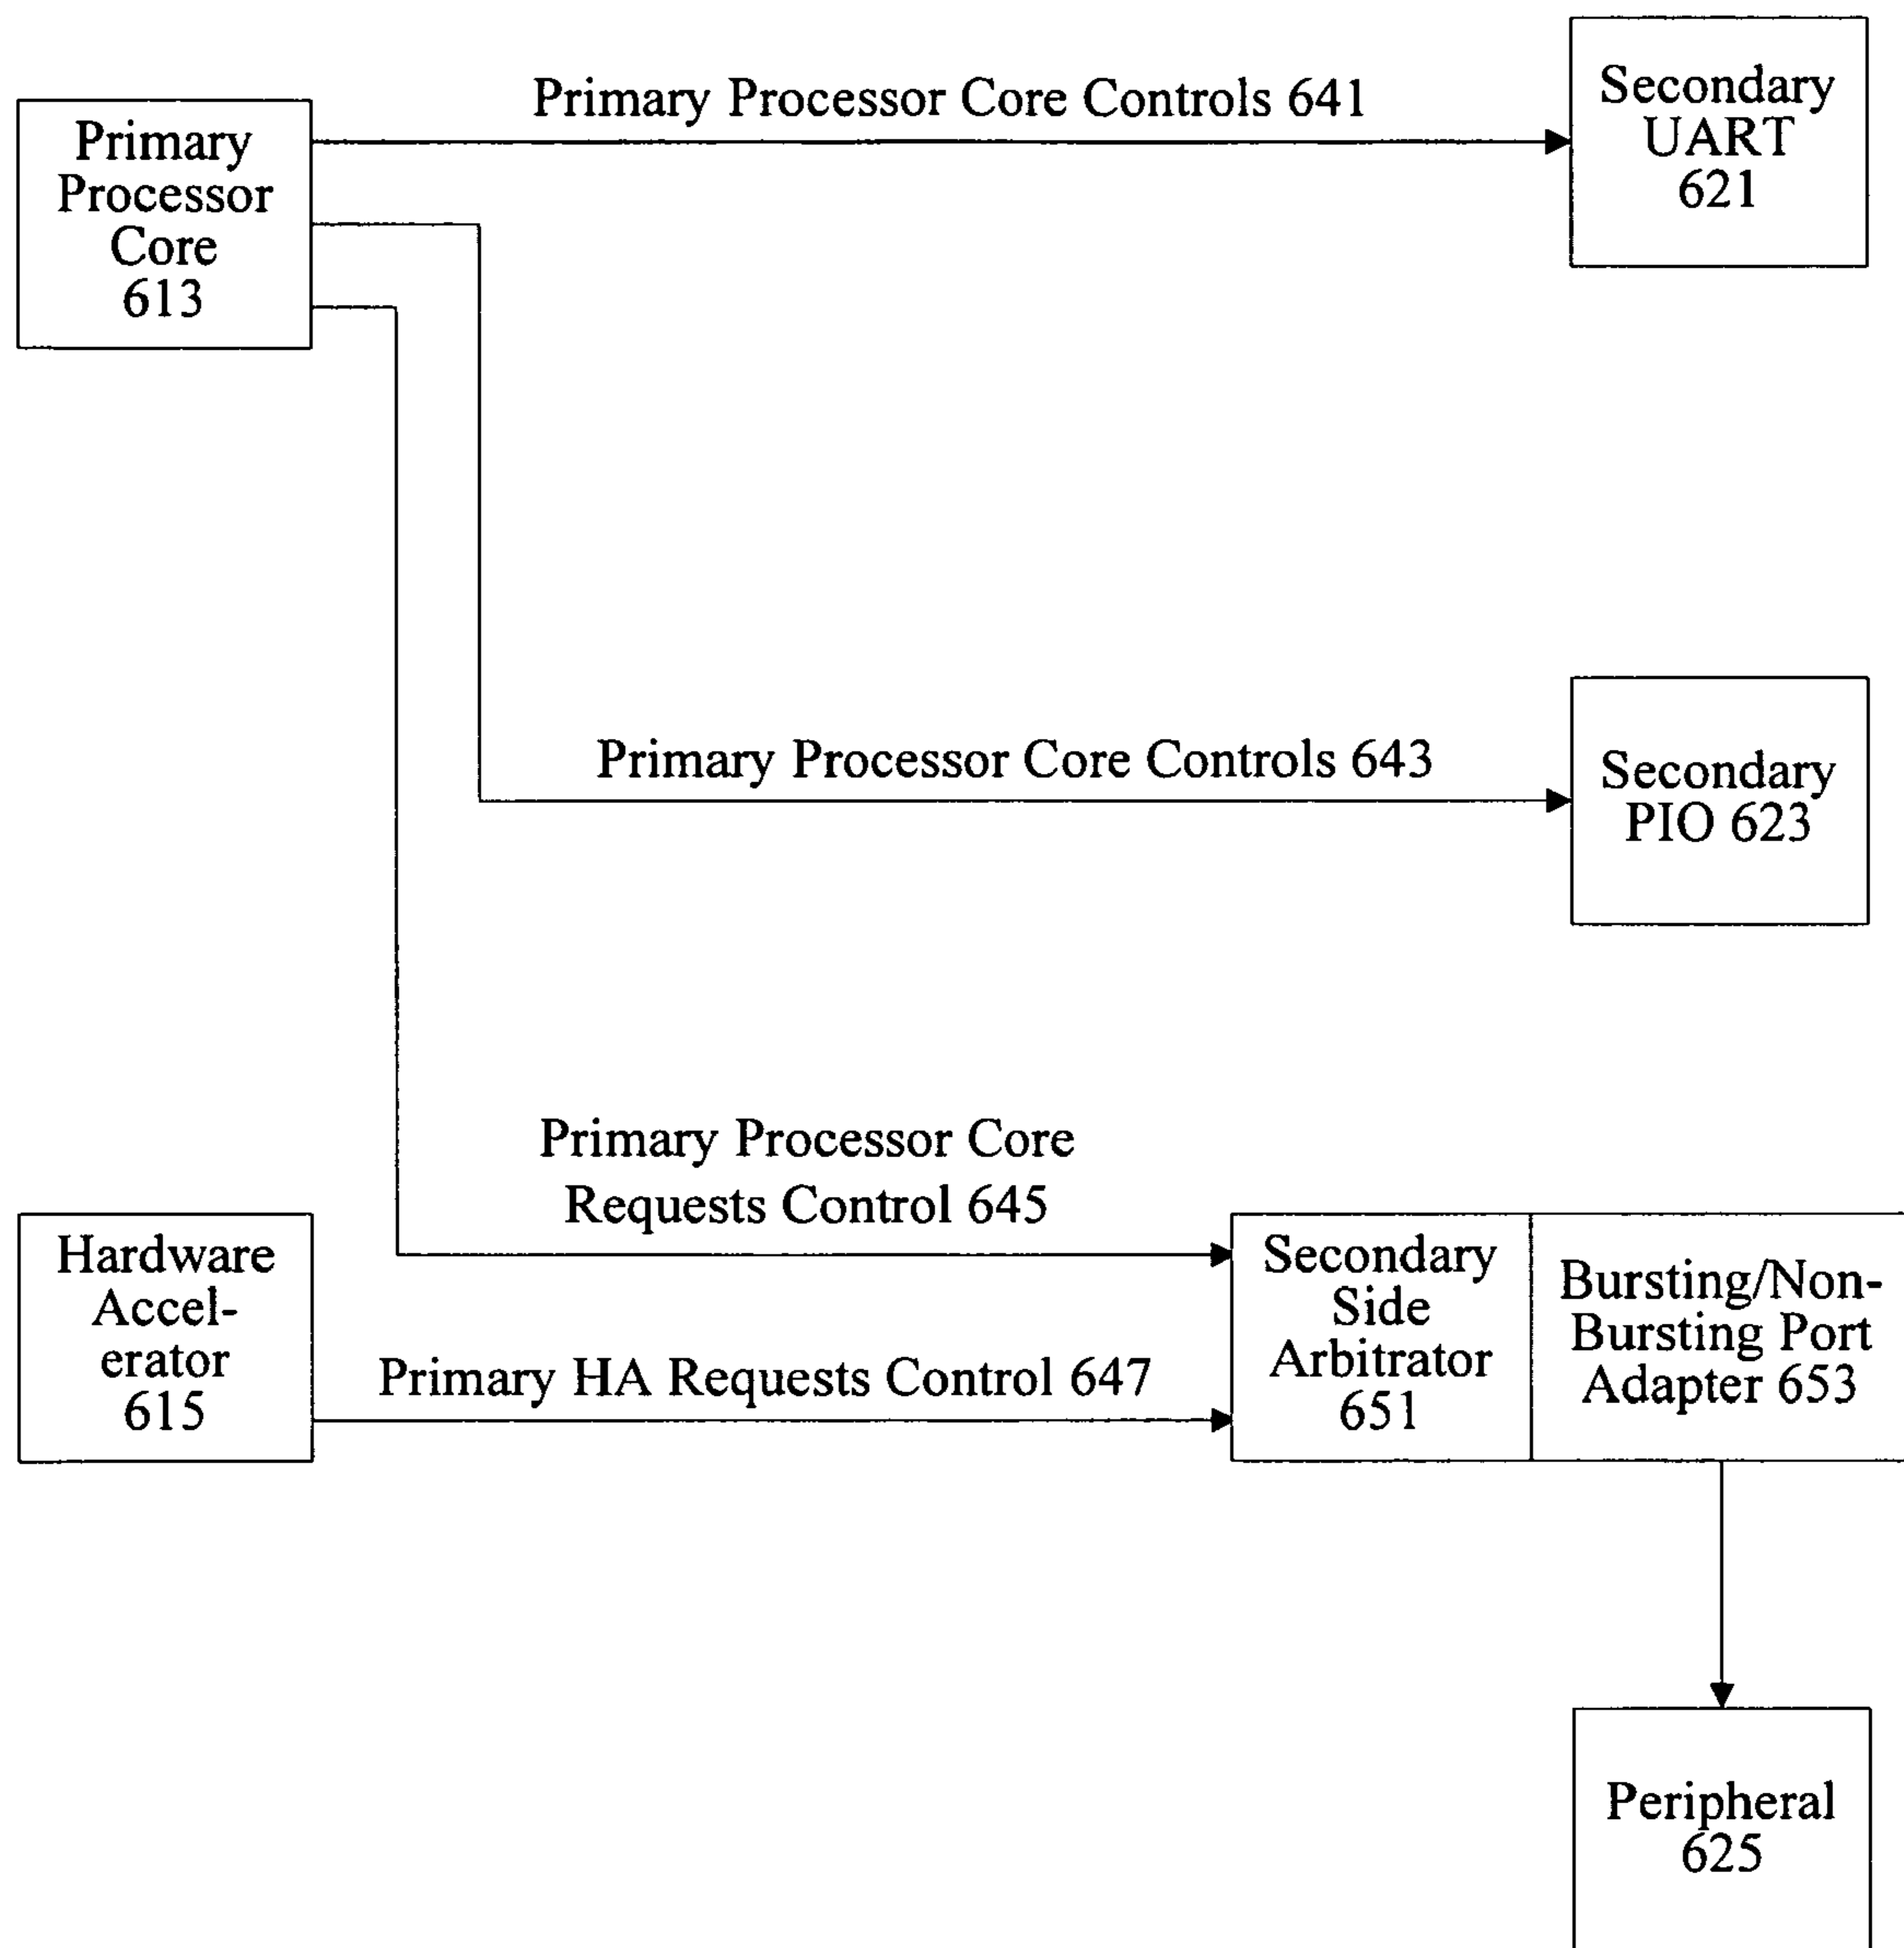 Primary Processor Core Controls 641
Secondary
UART
621
Primary
Processor
Core
613
Primary Processor Core Controls 643
Secondary
PIO 623
Primary Processor Core
Requests Control 645
Hardware
Accel-
erator
615
Primary HA Requests Control 647
Secondary
Side
Arbitrator
651
Bursting/Non-
Bursting Port
Adapter 653
Peripheral
625